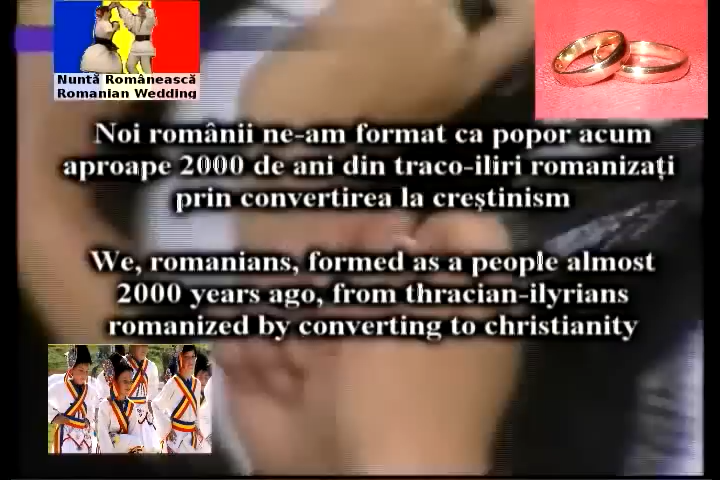 Nuntă Românească
Romanian Wedding
Noi românii ne-am format ca popor acum
aproape 2000 de ani din traco-iliri romanizați
prin convertirea la creştinism
We, romanians, formed as a people almost
2000 years ago, from thracian-ilyrians
romanized by converting to christianity